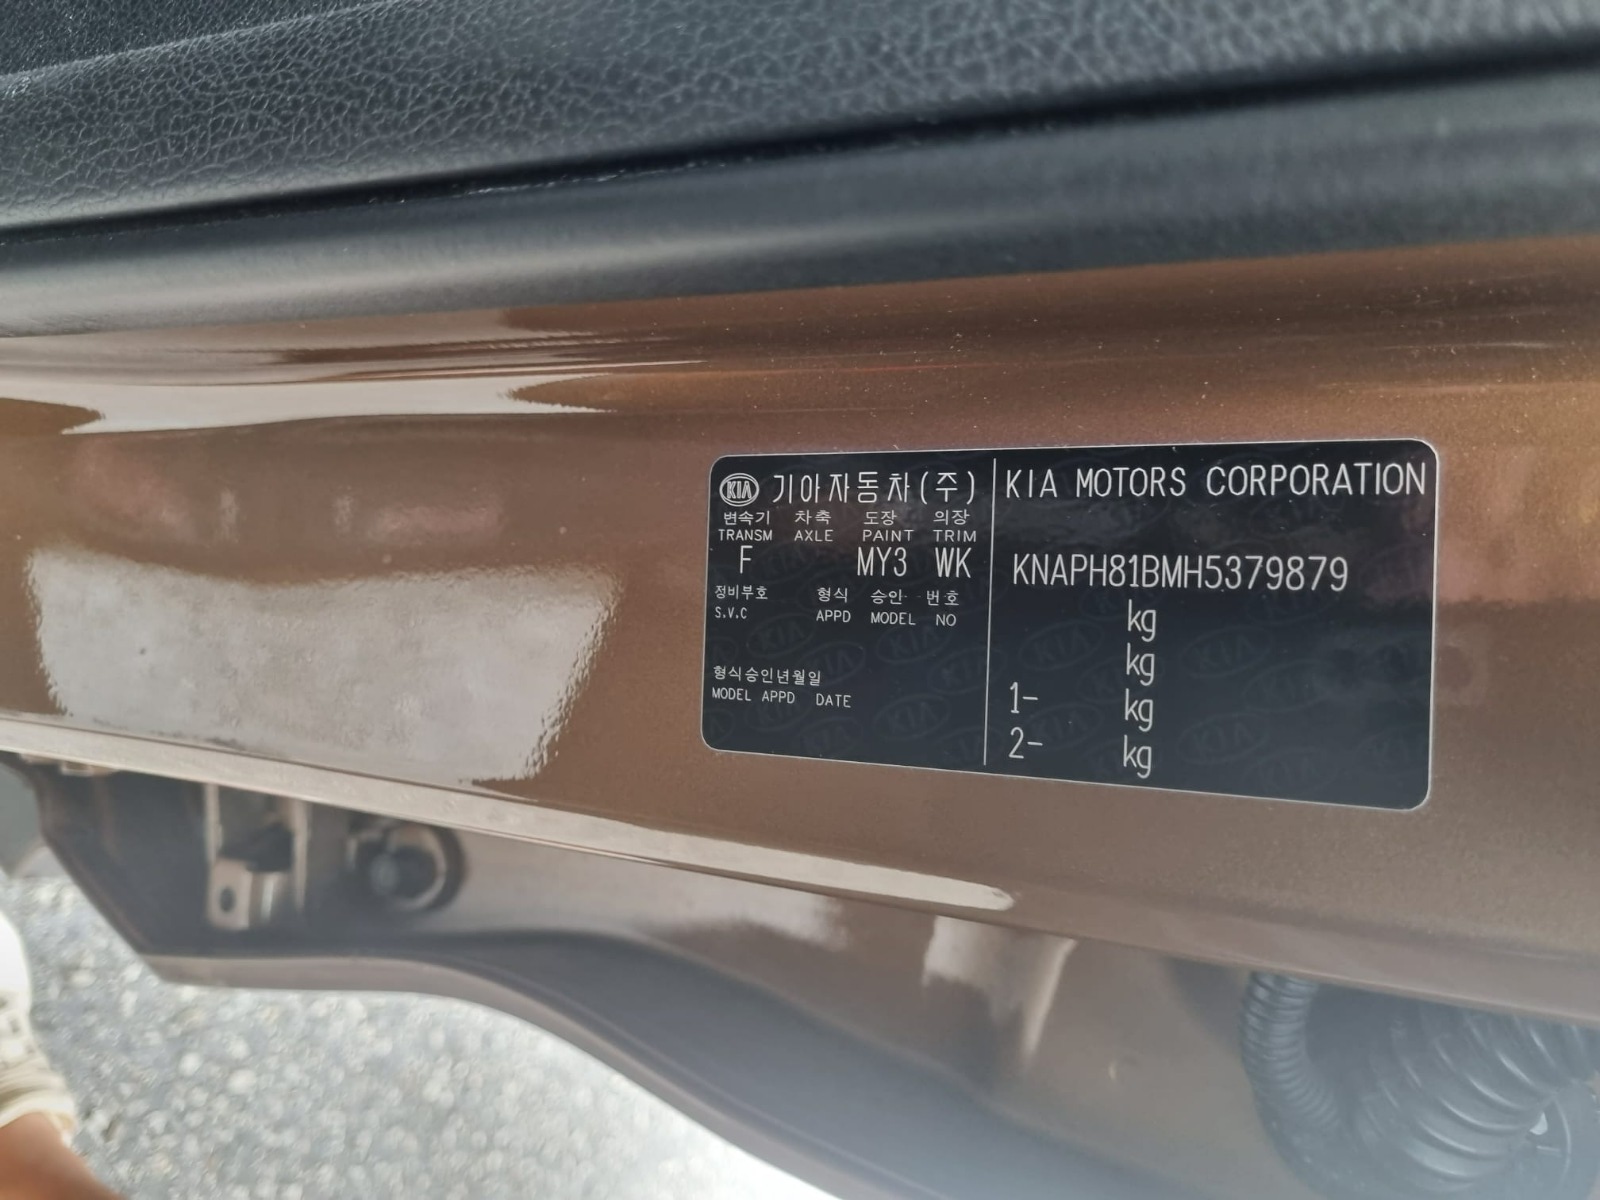 KIA 기아자동차(주)
변속기 차축 도장 의장
TRANSM AXLE PAINT TRIM
F MY3 WK
정비부호 형식 승인 번호
S.V.C APPD MODEL NO
형식승인년월일
MODEL APPD DATE
KIA MOTORS CORPORATION
KNAPH81BMH5379879
kg
kg
1- kg
2- kg